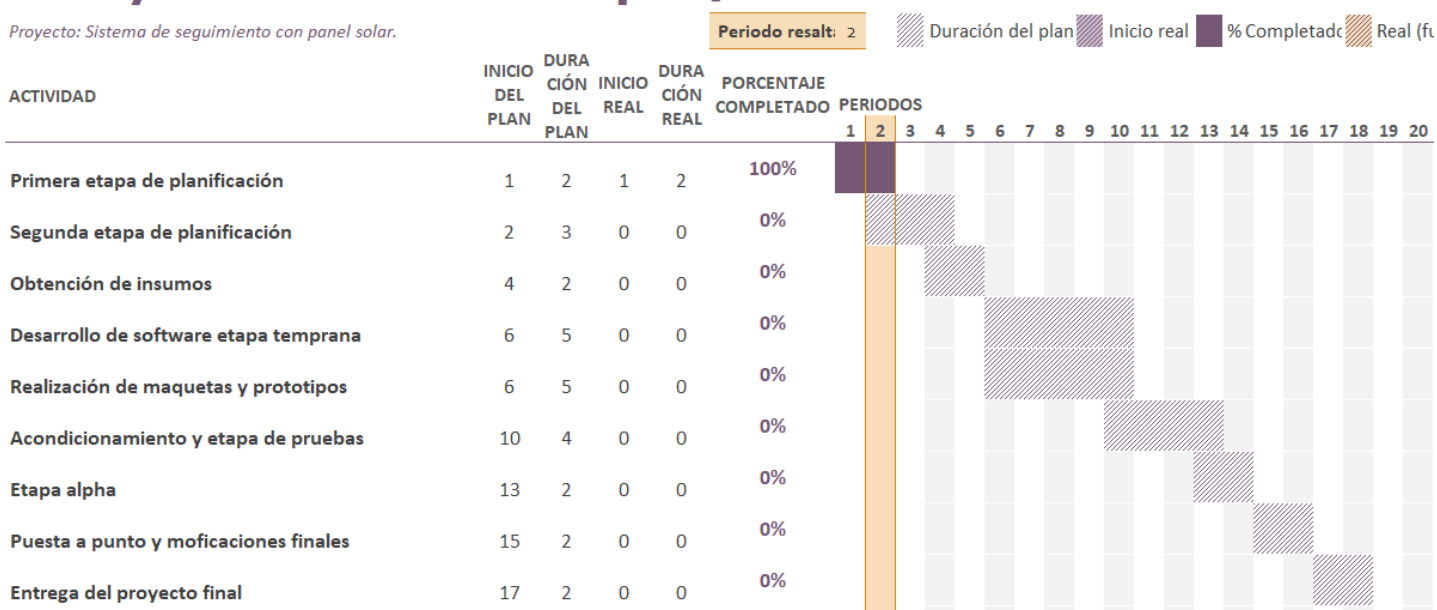 Proyecto: Sistema de seguimiento con panel solar.
Periodo resalt: 2
Duración del plan
Inicio real
% Completado
Real (fu
ACTIVIDAD
INICIO DEL PLAN
DURACIÓN DEL PLAN
INICIO REAL
DURACIÓN REAL
PORCENTAJE COMPLETADO
PERIODOS
1 2 3 4 5 6 7 8 9 10 11 12 13 14 15 16 17 18 19 20
Primera etapa de planificación 1 2 1 2 100%
Segunda etapa de planificación 2 3 0 0 0%
Obtención de insumos 4 2 0 0 0%
Desarrollo de software etapa temprana 6 5 0 0 0%
Realización de maquetas y prototipos 6 5 0 0 0%
Acondicionamiento y etapa de pruebas 10 4 0 0 0%
Etapa alpha 13 2 0 0 0%
Puesta a punto y moficaciones finales 15 2 0 0 0%
Entrega del proyecto final 17 2 0 0 0%